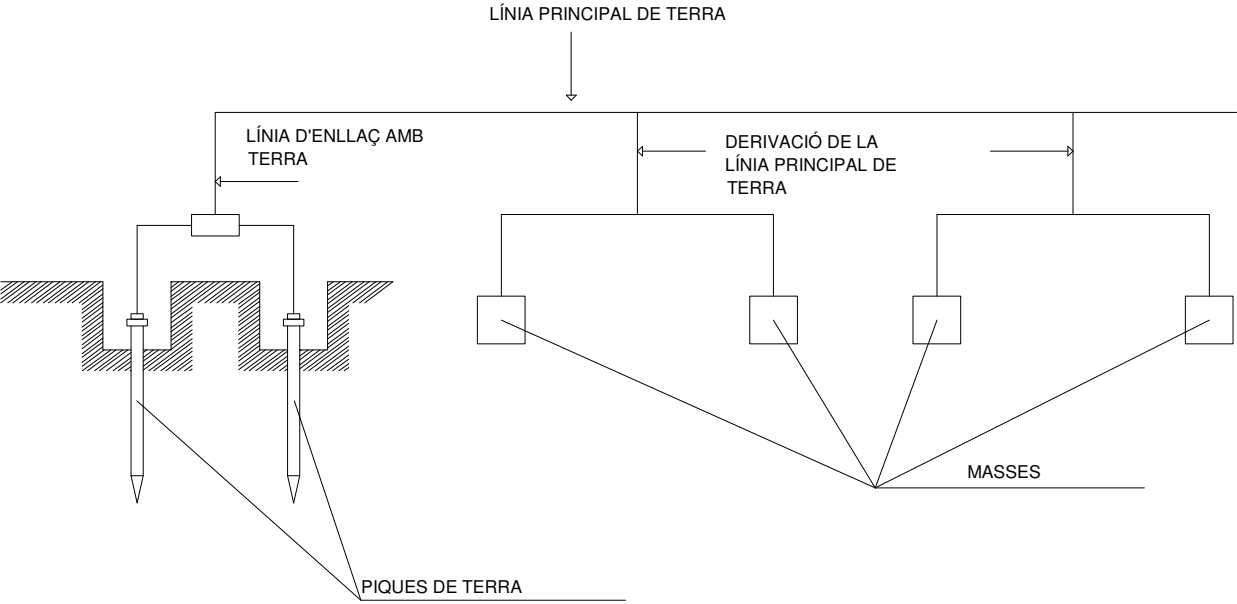 LÍNIA PRINCIPAL DE TERRA
LÍNIA D'ENLLAÇ AMB
TERRA
DERIVACIÓ DE LA
LÍNIA PRINCIPAL DE
TERRA
MASSES
PIQUES DE TERRA